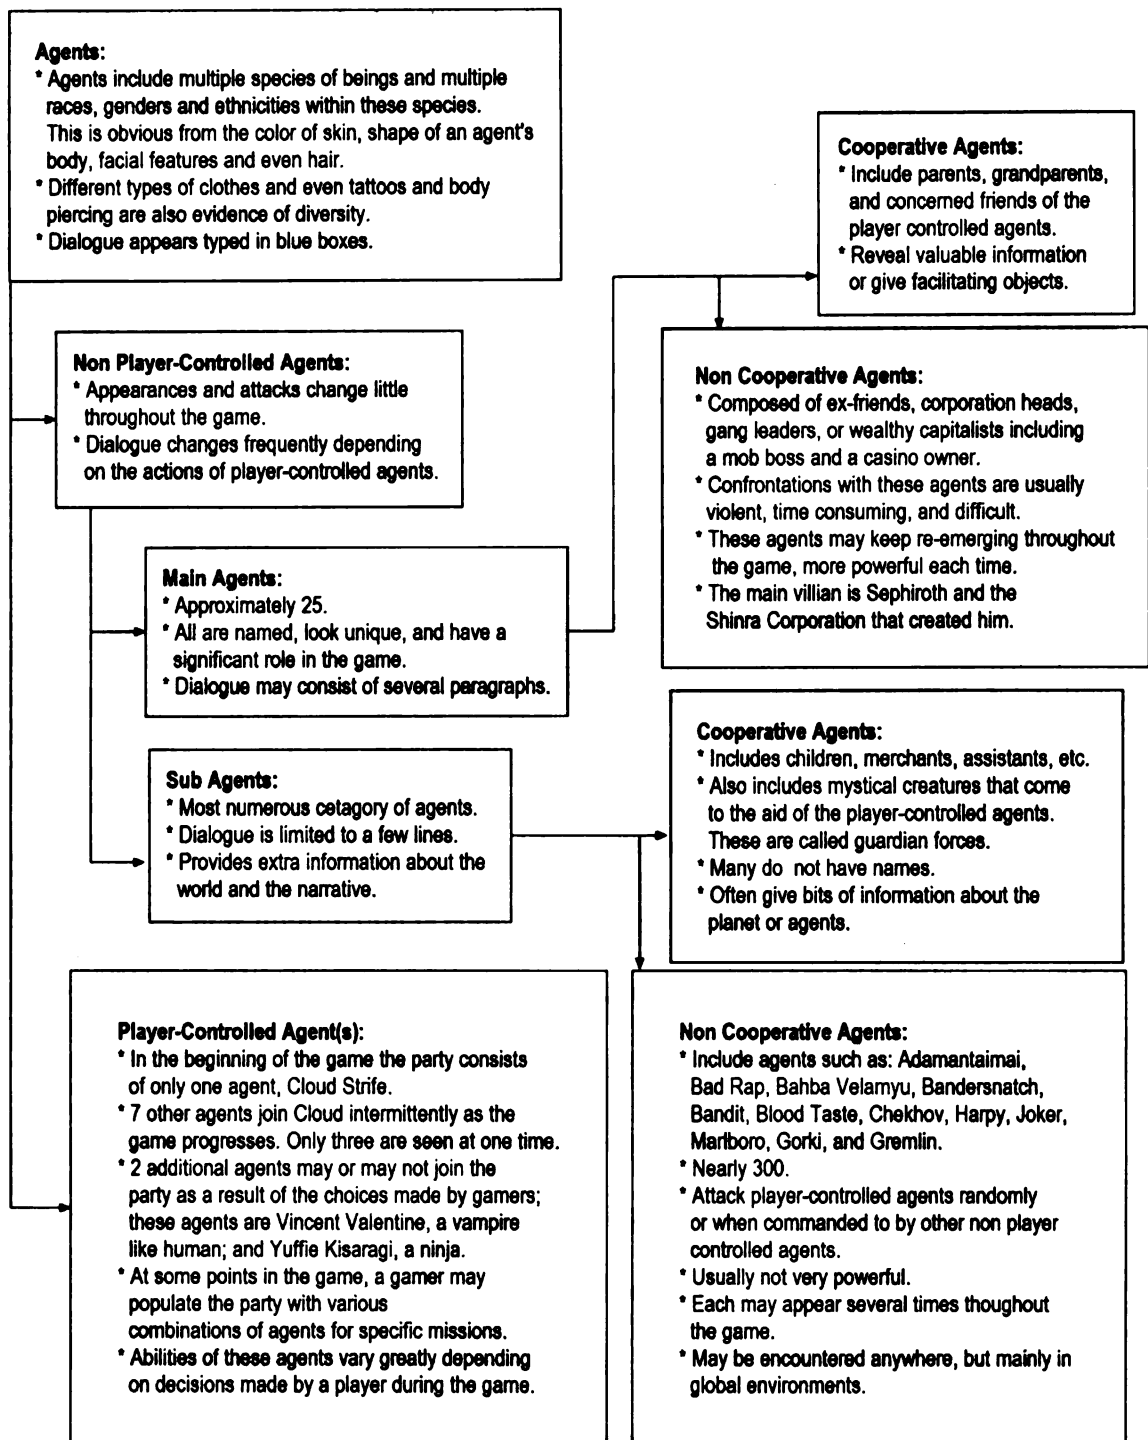 Agents:
* Agents include multiple species of beings and multiple
races, genders and ethnicities within these species.
This is obvious from the color of skin, shape of an agent's
body, facial features and even hair.
* Different types of clothes and even tattoos and body
piercing are also evidence of diversity.
* Dialogue appears typed in blue boxes.
Cooperative Agents:
* Include parents, grandparents,
and concerned friends of the
player controlled agents.
* Reveal valuable information
or give facilitating objects.
Non Player-Controlled Agents:
* Appearances and attacks change little
throughout the game.
* Dialogue changes frequently depending
on the actions of player-controlled agents.
Non Cooperative Agents:
* Composed of ex-friends, corporation heads,
gang leaders, or wealthy capitalists including
a mob boss and a casino owner.
* Confrontations with these agents are usually
violent, time consuming, and difficult.
* These agents may keep re-emerging throughout
the game, more powerful each time.
* The main villian is Sephiroth and the
Shinra Corporation that created him.
Main Agents:
* Approximately 25.
* All are named, look unique, and have a
significant role in the game.
* Dialogue may consist of several paragraphs.
Sub Agents:
* Most numerous cetagory of agents.
* Dialogue is limited to a few lines.
* Provides extra information about the
world and the narrative.
Cooperative Agents:
* Includes children, merchants, assistants, etc.
* Also includes mystical creatures that come
to the aid of the player-controlled agents.
These are called guardian forces.
* Many do not have names.
* Often give bits of information about the
planet or agents.
Player-Controlled Agent(s):
* In the beginning of the game the party consists
of only one agent, Cloud Strife.
* 7 other agents join Cloud intermittently as the
game progresses. Only three are seen at one time.
* 2 additional agents may or may not join the
party as a result of the choices made by gamers;
these agents are Vincent Valentine, a vampire
like human; and Yuffie Kisaragi, a ninja.
* At some points in the game, a gamer may
populate the party with various
combinations of agents for specific missions.
* Abilities of these agents vary greatly depending
on decisions made by a player during the game.
Non Cooperative Agents:
* Include agents such as: Adamantaimai,
Bad Rap, Bahba Velamyu, Bandersnatch,
Bandit, Blood Taste, Chekhov, Harpy, Joker,
Marlboro, Gorki, and Gremlin.
* Nearly 300.
* Attack player-controlled agents randomly
or when commanded to by other non player
controlled agents.
* Usually not very powerful.
* Each may appear several times thoughout
the game.
* May be encountered anywhere, but mainly in
global environments.